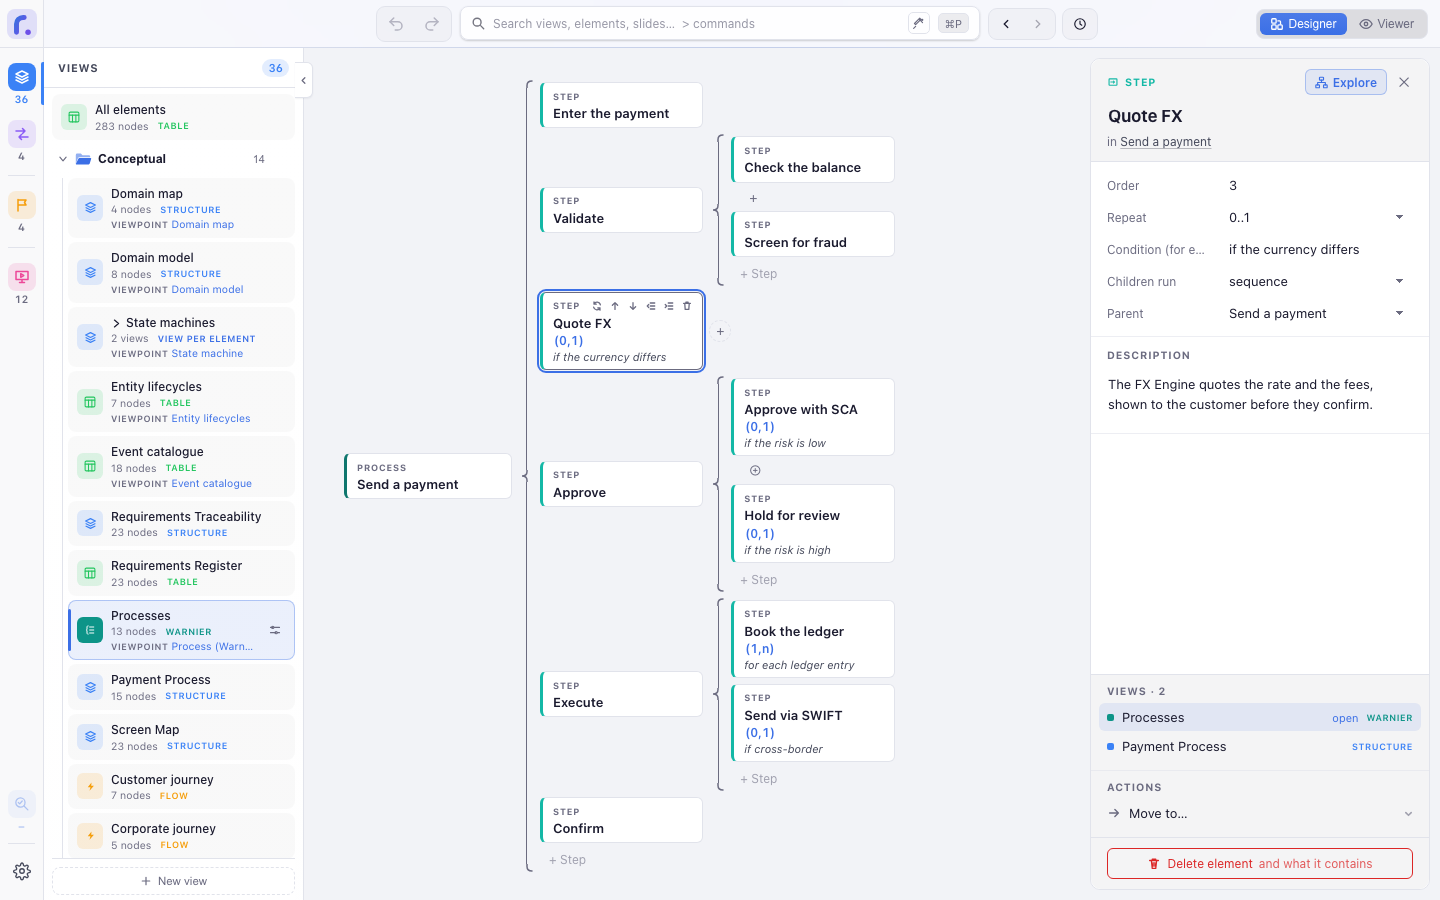 Search views, elements, slides... > commands
⌘P
Designer
Viewer
36
4
4
12
–
VIEWS
36
All elements
283 nodes TABLE
Conceptual 14
Domain map
4 nodes STRUCTURE
VIEWPOINT Domain map
Domain model
8 nodes STRUCTURE
VIEWPOINT Domain model
State machines
2 views VIEW PER ELEMENT
VIEWPOINT State machine
Entity lifecycles
7 nodes TABLE
VIEWPOINT Entity lifecycles
Event catalogue
18 nodes TABLE
VIEWPOINT Event catalogue
Requirements Traceability
23 nodes STRUCTURE
Requirements Register
23 nodes TABLE
Processes
13 nodes WARNIER
VIEWPOINT Process (Warn...
Payment Process
15 nodes STRUCTURE
Screen Map
23 nodes STRUCTURE
Customer journey
7 nodes FLOW
Corporate journey
5 nodes FLOW
+ New view
PROCESS
Send a payment
STEP
Enter the payment
STEP
Validate
STEP
Check the balance
+
STEP
Screen for fraud
+ Step
STEP
Quote FX
(0,1)
if the currency differs
+
STEP
Approve
STEP
Approve with SCA
(0,1)
if the risk is low
⊕
STEP
Hold for review
(0,1)
if the risk is high
+ Step
STEP
Execute
STEP
Book the ledger
(1,n)
for each ledger entry
STEP
Send via SWIFT
(0,1)
if cross-border
+ Step
STEP
Confirm
+ Step
STEP
Explore
Quote FX
in Send a payment
Order 3
Repeat 0..1
Condition (for e... if the currency differs
Children run sequence
Parent Send a payment
DESCRIPTION
The FX Engine quotes the rate and the fees,
shown to the customer before they confirm.
VIEWS · 2
Processes open WARNIER
Payment Process STRUCTURE
ACTIONS
Move to...
Delete element and what it contains